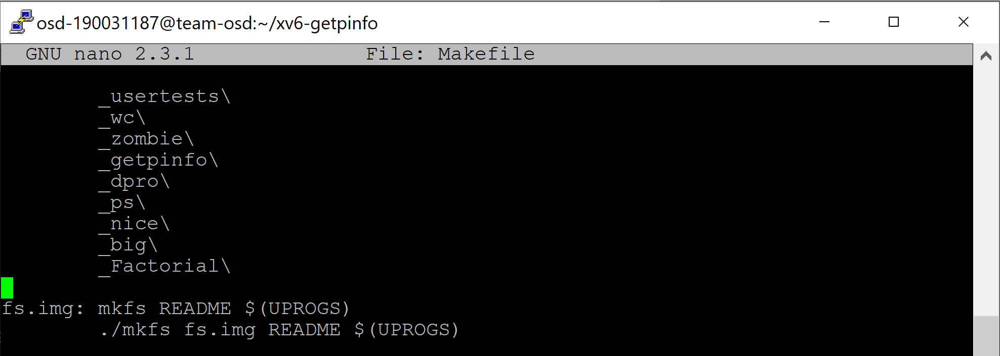 osd-190031187@team-osd:~/xv6-getpinfo
GNU nano 2.3.1 File: Makefile
_usertests\
_wc\
_zombie\
_getpinfo\
_dpro\
_ps\
_nice\
_big\
_Factorial\
fs.img: mkfs README $(UPROGS)
./mkfs fs.img README $(UPROGS)